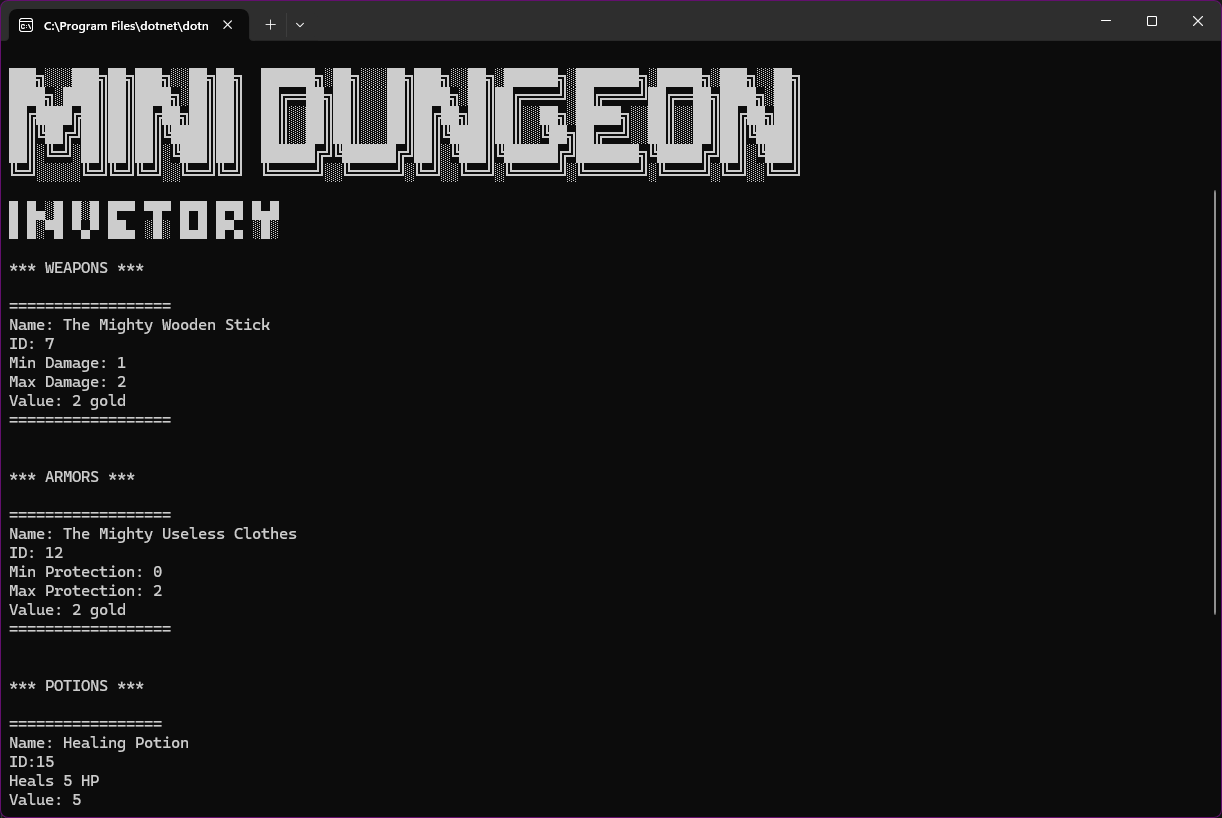 C:\Program Files\dotnet\dotn
MINI DUNGEON
INVETORY
*** WEAPONS ***
==================
Name: The Mighty Wooden Stick
ID: 7
Min Damage: 1
Max Damage: 2
Value: 2 gold
==================
*** ARMORS ***
==================
Name: The Mighty Useless Clothes
ID: 12
Min Protection: 0
Max Protection: 2
Value: 2 gold
==================
*** POTIONS ***
=================
Name: Healing Potion
ID:15
Heals 5 HP
Value: 5